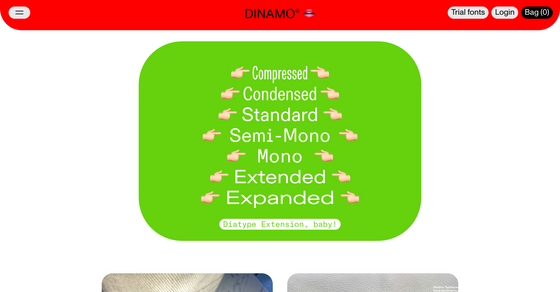 DINAMO®
Trial fonts
Login
Bag (0)
Compressed
Condensed
Standard
Semi-Mono
Mono
Extended
Expanded
Diatype Extension, baby!